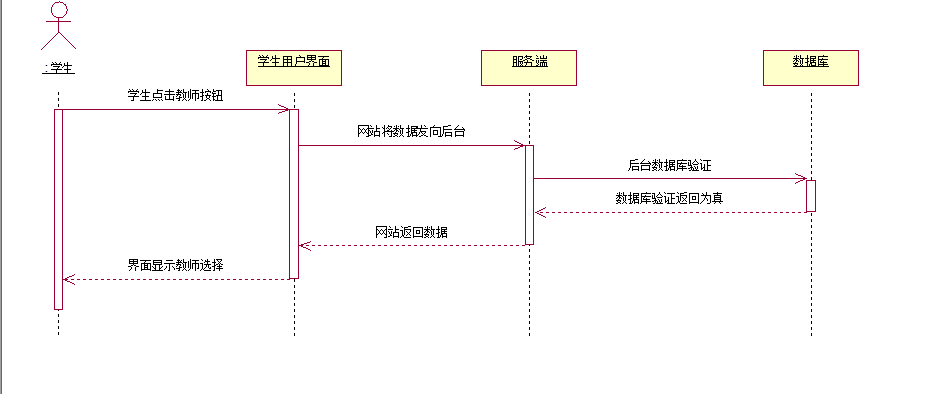 :学生
学生用户界面
服务端
数据库
学生点击教师按钮
网站将数据发向后台
后台数据库验证
数据库验证返回为真
网站返回数据
界面显示教师选择